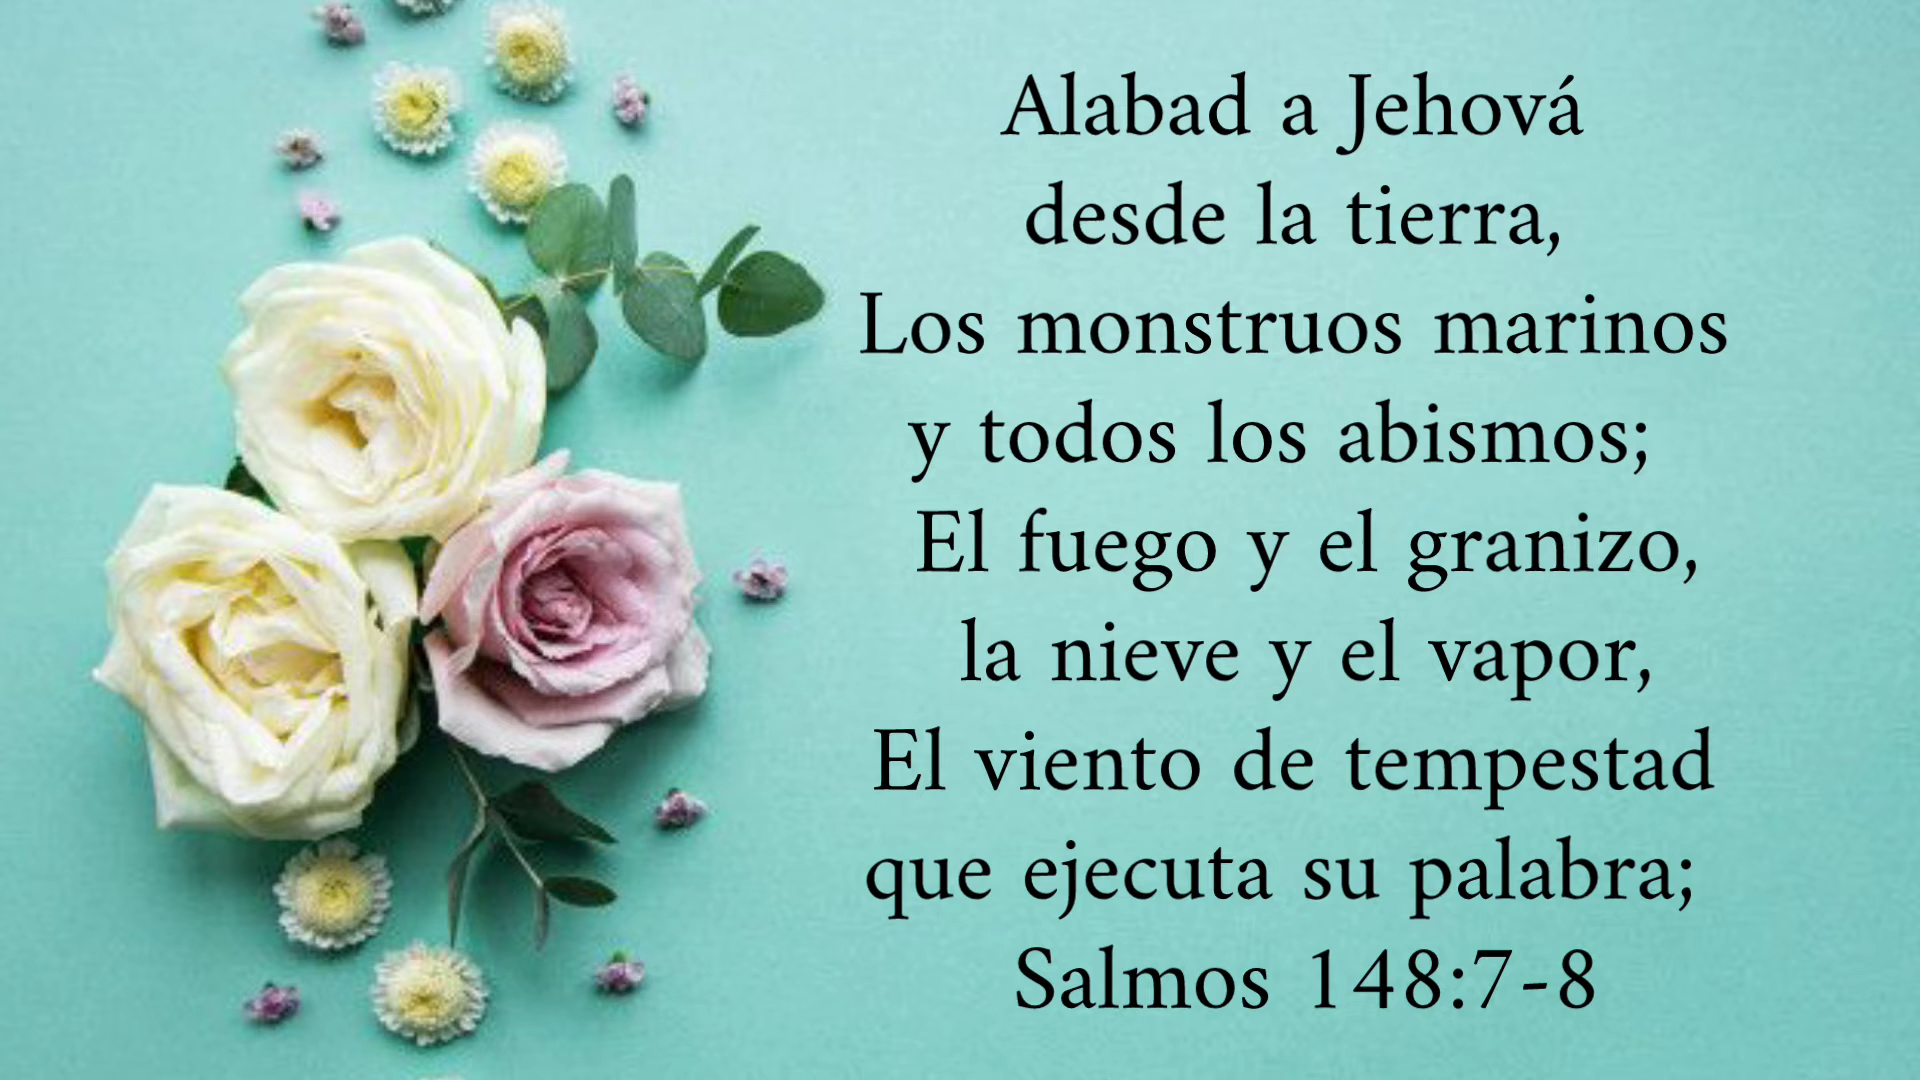 Alabad a Jehová
desde la tierra,
Los monstruos marinos
y todos los abismos;
El fuego y el granizo,
la nieve y el vapor,
El viento de tempestad
que ejecuta su palabra;
Salmos 148:7-8